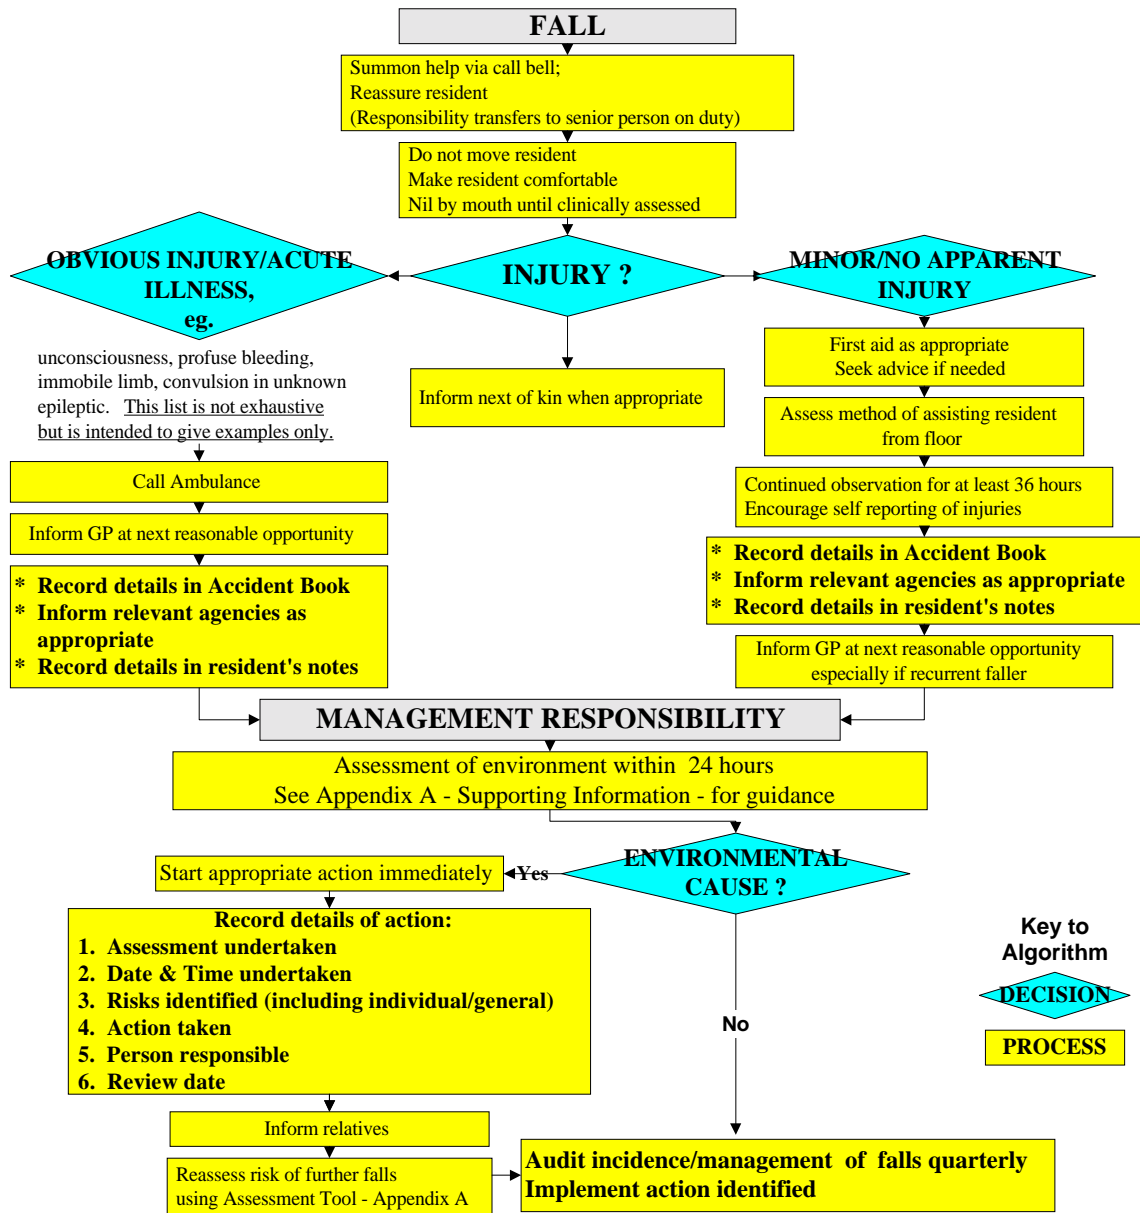 FALL
Summon help via call bell;
Reassure resident
(Responsibility transfers to senior person on duty)
Do not move resident
Make resident comfortable
Nil by mouth until clinically assessed
OBVIOUS INJURY/ACUTE
ILLNESS,
eg.
INJURY ?
MINOR/NO APPARENT
INJURY
unconsciousness, profuse bleeding,
immobile limb, convulsion in unknown
epileptic. This list is not exhaustive
but is intended to give examples only.
Inform next of kin when appropriate
First aid as appropriate
Seek advice if needed
Assess method of assisting resident
from floor
Call Ambulance
Continued observation for at least 36 hours
Encourage self reporting of injuries
Inform GP at next reasonable opportunity
* Record details in Accident Book
* Inform relevant agencies as
appropriate
* Record details in resident's notes
* Record details in Accident Book
* Inform relevant agencies as appropriate
* Record details in resident's notes
Inform GP at next reasonable opportunity
especially if recurrent faller
MANAGEMENT RESPONSIBILITY
Assessment of environment within 24 hours
See Appendix A - Supporting Information - for guidance
ENVIRONMENTAL
CAUSE ?
Yes
Start appropriate action immediately
Record details of action:
1. Assessment undertaken
2. Date & Time undertaken
3. Risks identified (including individual/general)
4. Action taken
5. Person responsible
6. Review date
No
Key to
Algorithm
DECISION
PROCESS
Inform relatives
Reassess risk of further falls
using Assessment Tool - Appendix A
Audit incidence/management of falls quarterly
Implement action identified